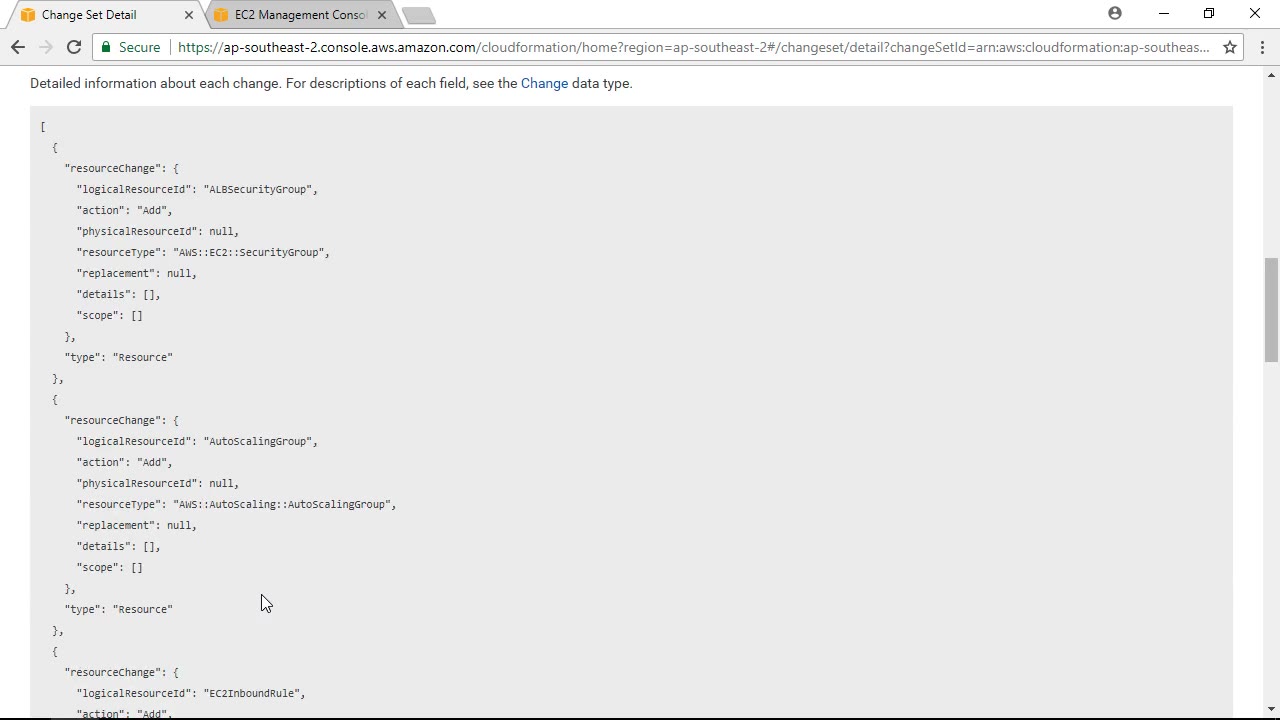 Change Set Detail
EC2 Management Conso
Secure
https://ap-southeast-2.console.aws.amazon.com/cloudformation/home?region=ap-southeast-2#/changeset/detail?changeSetId=arn:aws:cloudformation:ap-southeas...
Detailed information about each change. For descriptions of each field, see the Change data type.
[
{
"resourceChange": {
"logicalResourceId": "ALBSecurityGroup",
"action": "Add",
"physicalResourceId": null,
"resourceType": "AWS::EC2::SecurityGroup",
"replacement": null,
"details": [],
"scope": []
},
"type": "Resource"
},
{
"resourceChange": {
"logicalResourceId": "AutoScalingGroup",
"action": "Add",
"physicalResourceId": null,
"resourceType": "AWS::AutoScaling::AutoScalingGroup",
"replacement": null,
"details": [],
"scope": []
},
"type": "Resource"
},
{
"resourceChange": {
"logicalResourceId": "EC2InboundRule",
"action": "Add",